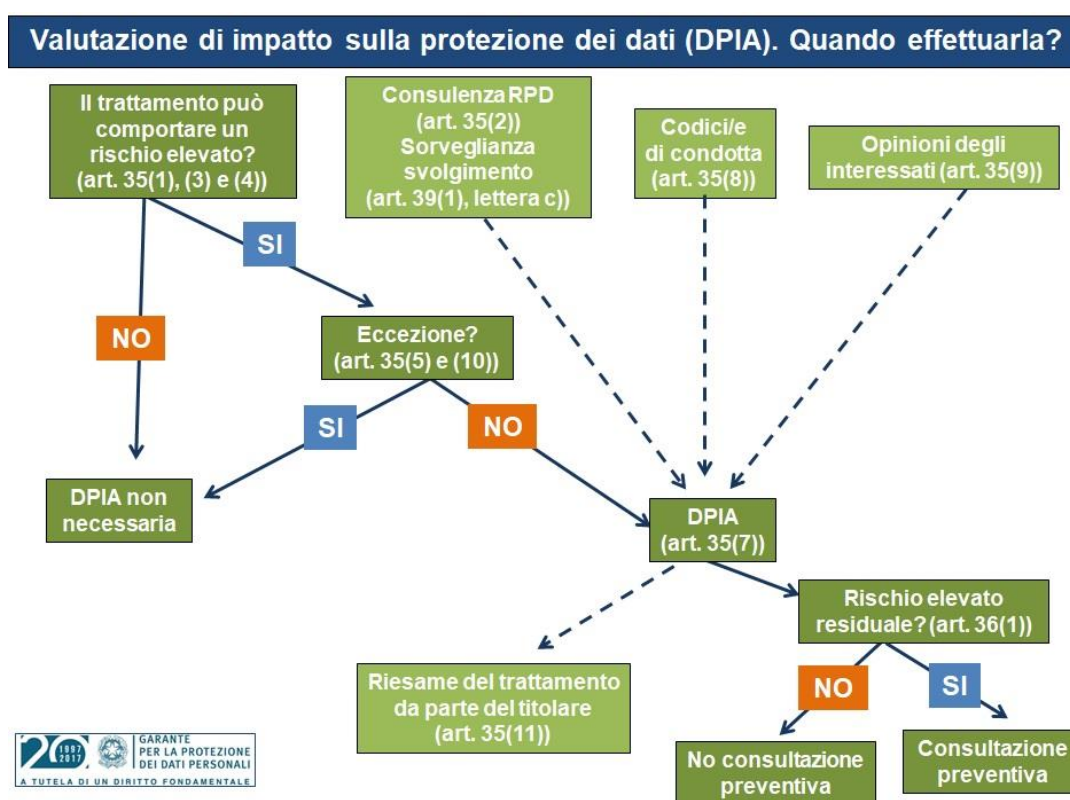 Valutazione di impatto sulla protezione dei dati (DPIA). Quando effettuarla?
Il trattamento può
comportare un
rischio elevato?
(art. 35(1), (3) e (4))
Consulenza RPD
(art. 35(2))
Sorveglianza
svolgimento
(art. 39(1), lettera c))
Codici/e
di condotta
(art. 35(8))
Opinioni degli
interessati (art. 35(9))
SI
NO
Eccezione?
(art. 35(5) e (10))
SI
NO
DPIA non
necessaria
DPIA
(art. 35(7))
Rischio elevato
residuale? (art. 36(1))
Riesame del trattamento
da parte del titolare
(art. 35(11))
NO
SI
No consultazione
preventiva
Consultazione
preventiva
20
1997
2017
GARANTE
PER LA PROTEZIONE
DEI DATI PERSONALI
A TUTELA DI UN DIRITTO FONDAMENTALE